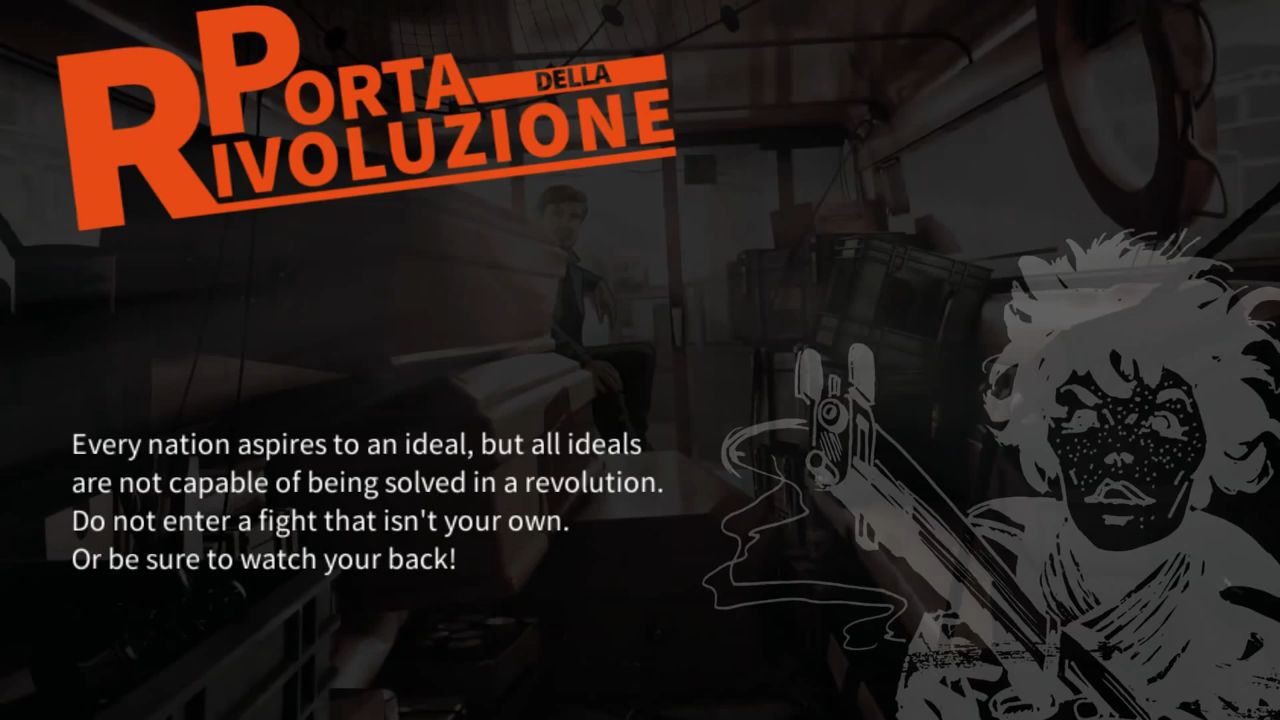 PORTA DELLA
RIVOLUZIONE
Every nation aspires to an ideal, but all ideals
are not capable of being solved in a revolution.
Do not enter a fight that isn't your own.
Or be sure to watch your back!